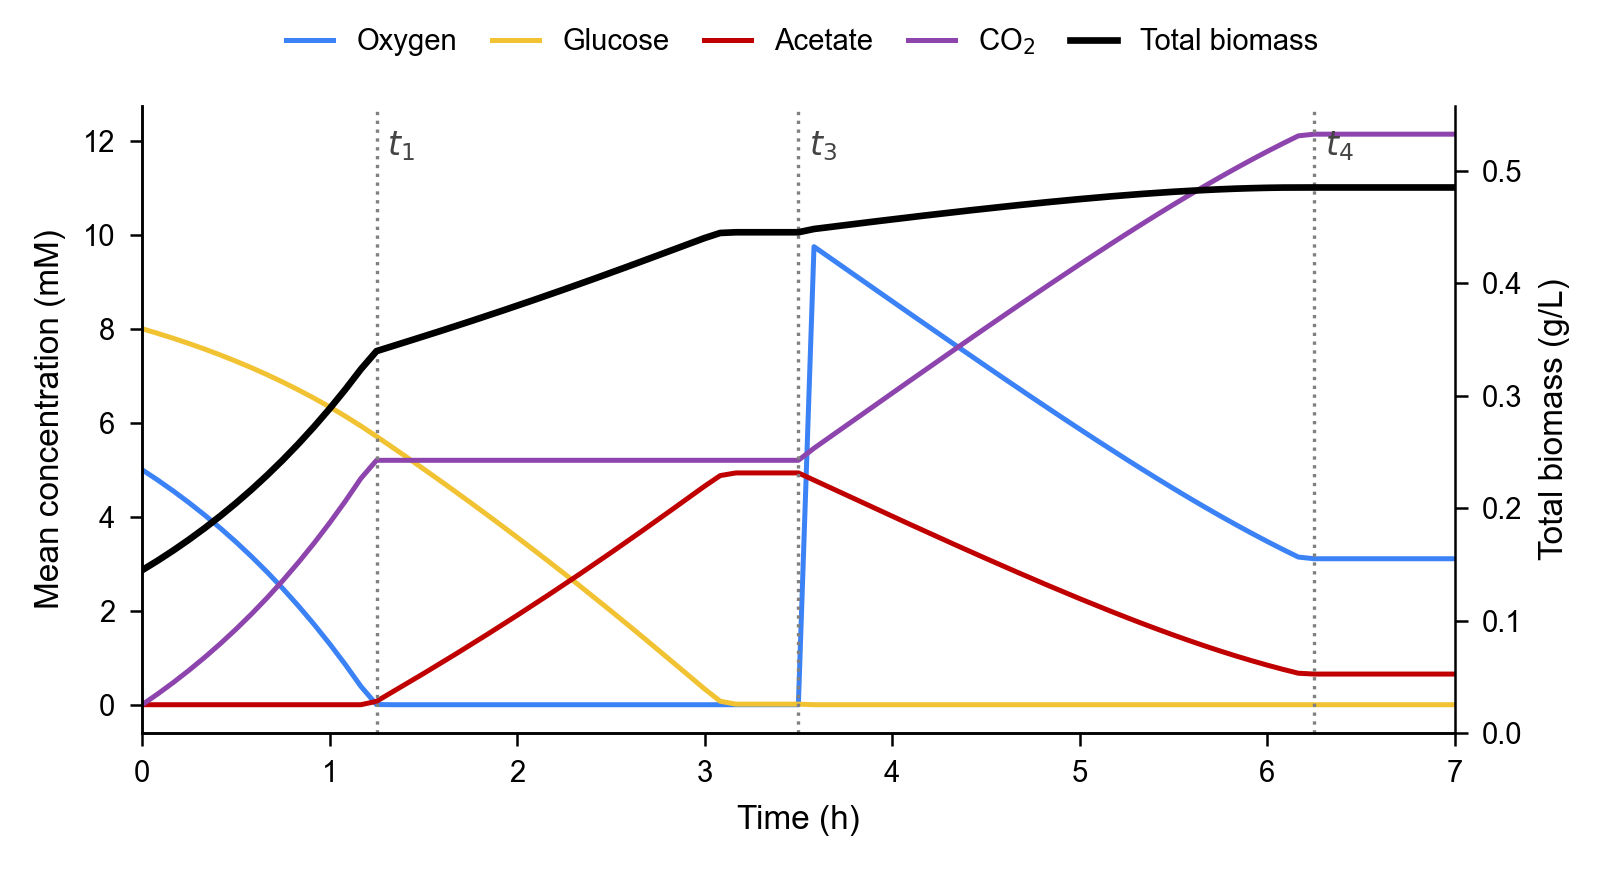 Oxygen Glucose Acetate CO₂ Total biomass
t₁ t₃ t₄
Mean concentration (mM)
12
10
8
6
4
2
0
0.5
0.4
0.3
0.2
0.1
0.0
Total biomass (g/L)
0 1 2 3 4 5 6 7
Time (h)